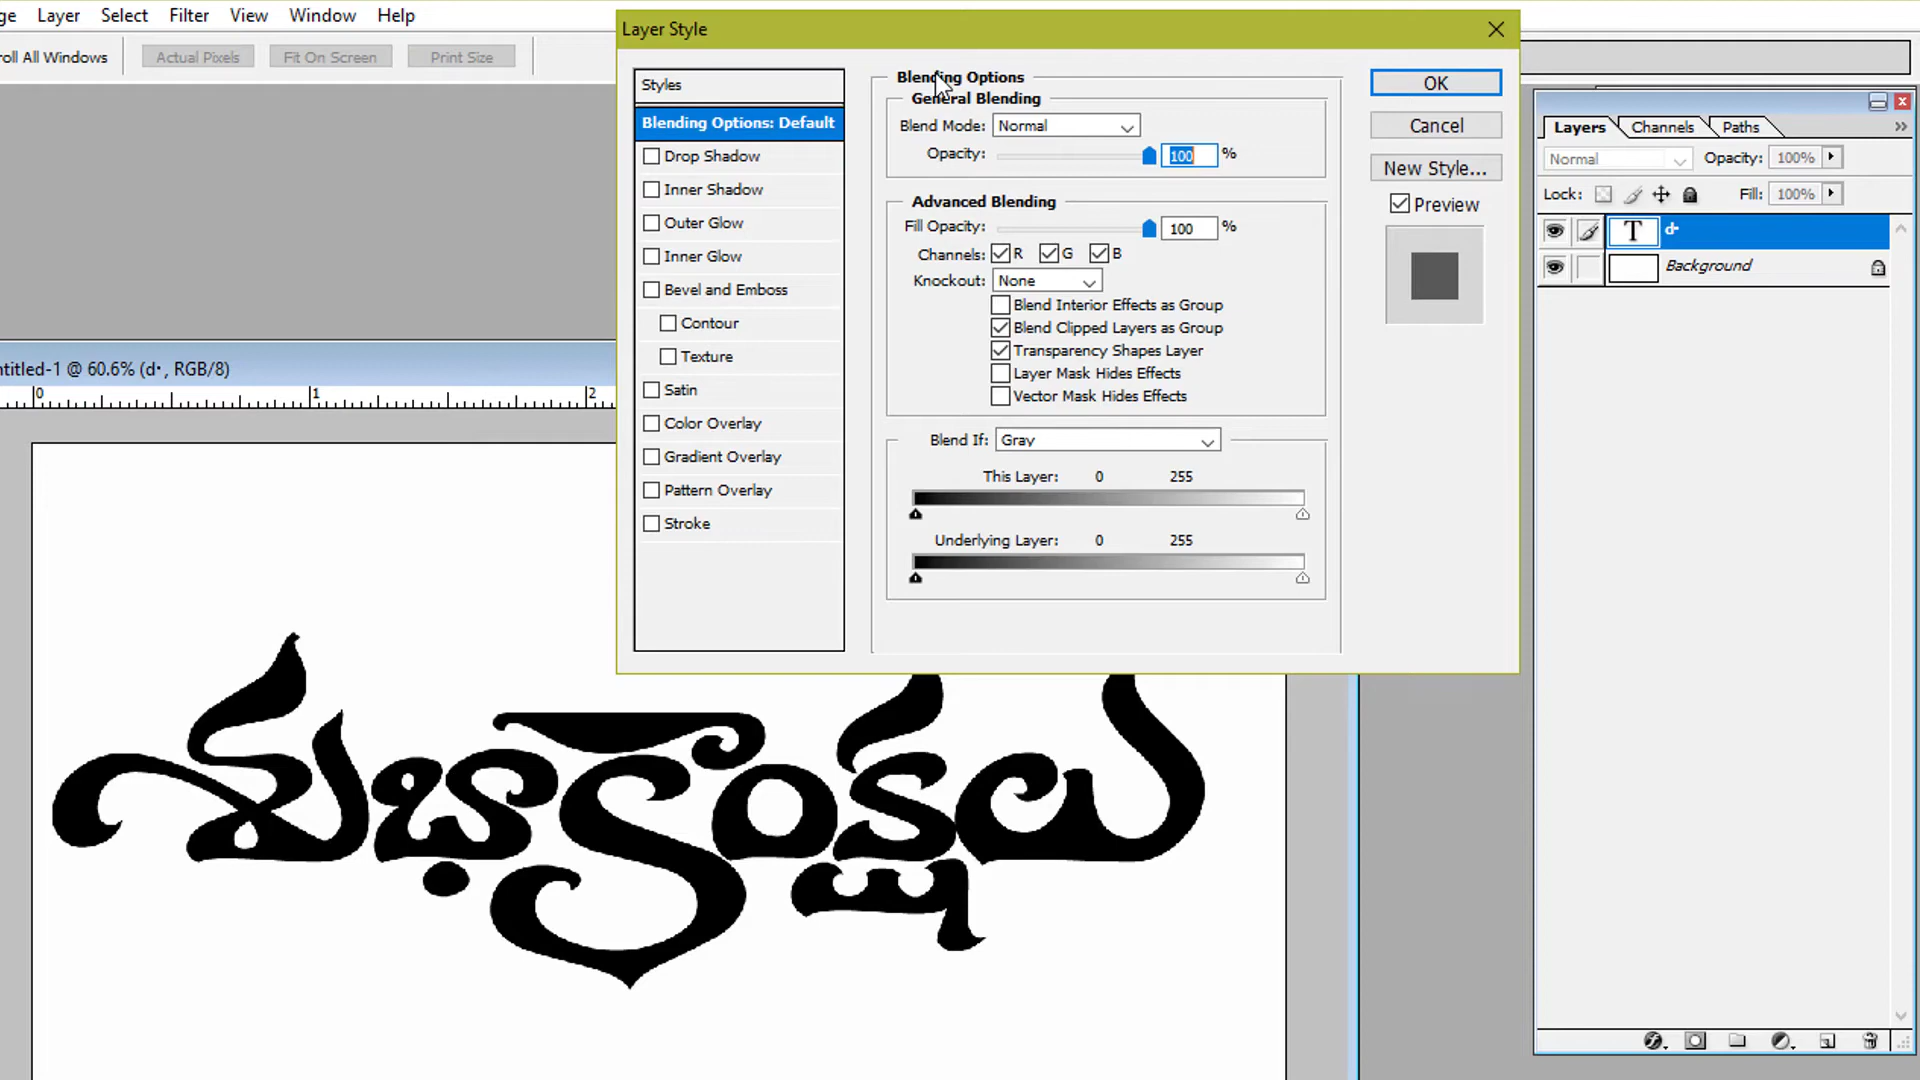 ge Layer Select Filter View Window Help
roll All Windows Actual Pixels Fit On Screen Print Size
Layer Style
Styles
Blending Options: Default
Drop Shadow
Inner Shadow
Outer Glow
Inner Glow
Bevel and Emboss
Contour
Texture
Satin
Color Overlay
Gradient Overlay
Pattern Overlay
Stroke
Blending Options
General Blending
Blend Mode: Normal
Opacity: 100 %
Advanced Blending
Fill Opacity: 100 %
Channels: R G B
Knockout: None
Blend Interior Effects as Group
Blend Clipped Layers as Group
Transparency Shapes Layer
Layer Mask Hides Effects
Vector Mask Hides Effects
Blend If: Gray
This Layer: 0 255
Underlying Layer: 0 255
OK
Cancel
New Style...
Preview
Layers Channels Paths
Normal Opacity: 100%
Lock: Fill: 100%
T d•
Background
ntitled-1 @ 60.6% (d•, RGB/8)
0 1 2
శుభాకాంక్షలు